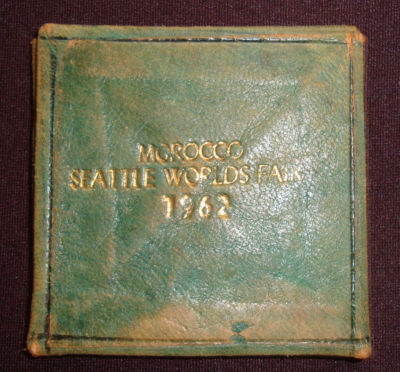 MOROCCO
SEATTLE WORLDS FAIR
1962